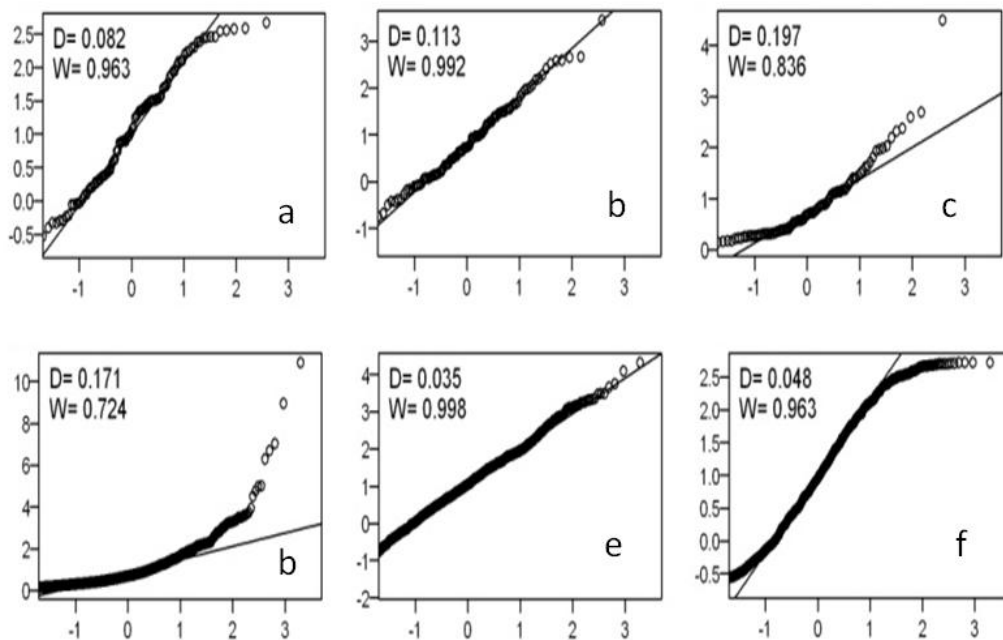 2.5
2.0
1.5
1.0
0.5
0.0
-0.5
D= 0.082
W= 0.963
a
-1 0 1 2 3
3
2
1
0
-1
D= 0.113
W= 0.992
b
-1 0 1 2 3
4
3
2
1
0
D= 0.197
W= 0.836
c
-1 0 1 2 3
10
8
6
4
2
0
D= 0.171
W= 0.724
b
-1 0 1 2 3
4
3
2
1
0
-1
-2
D= 0.035
W= 0.998
e
-1 0 1 2 3
2.5
2.0
1.5
1.0
0.5
0.0
-0.5
D= 0.048
W= 0.963
f
-1 0 1 2 3